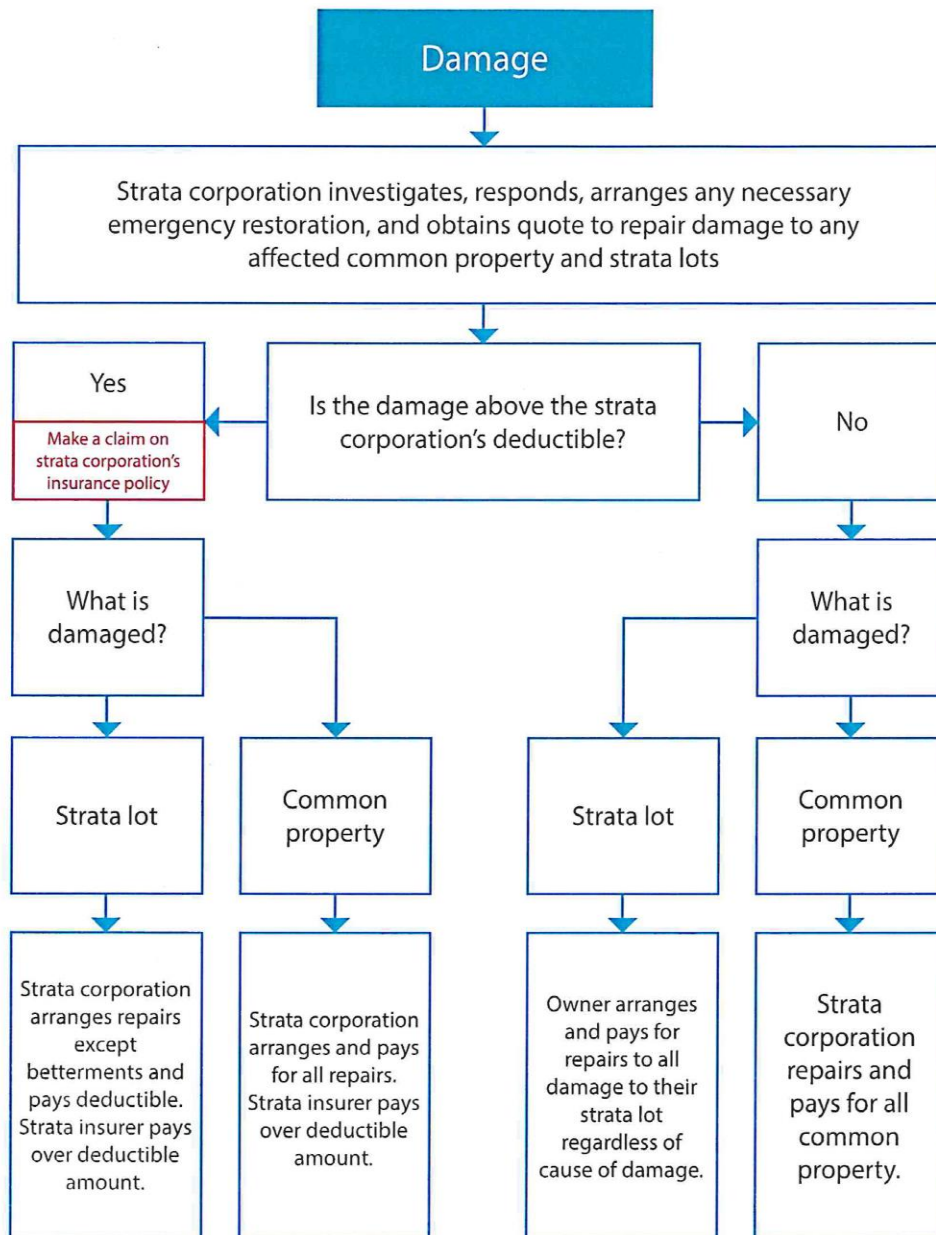 Damage
Strata corporation investigates, responds, arranges any necessary
emergency restoration, and obtains quote to repair damage to any
affected common property and strata lots
Yes
Make a claim on
strata corporation's
insurance policy
Is the damage above the strata
corporation's deductible?
No
What is
damaged?
What is
damaged?
Strata lot
Common
property
Strata lot
Common
property
Strata corporation
arranges repairs
except
betterments and
pays deductible.
Strata insurer pays
over deductible
amount.
Strata corporation
arranges and pays
for all repairs.
Strata insurer pays
over deductible
amount.
Owner arranges
and pays for
repairs to all
damage to their
strata lot
regardless of
cause of damage.
Strata
corporation
repairs and
pays for all
common
property.